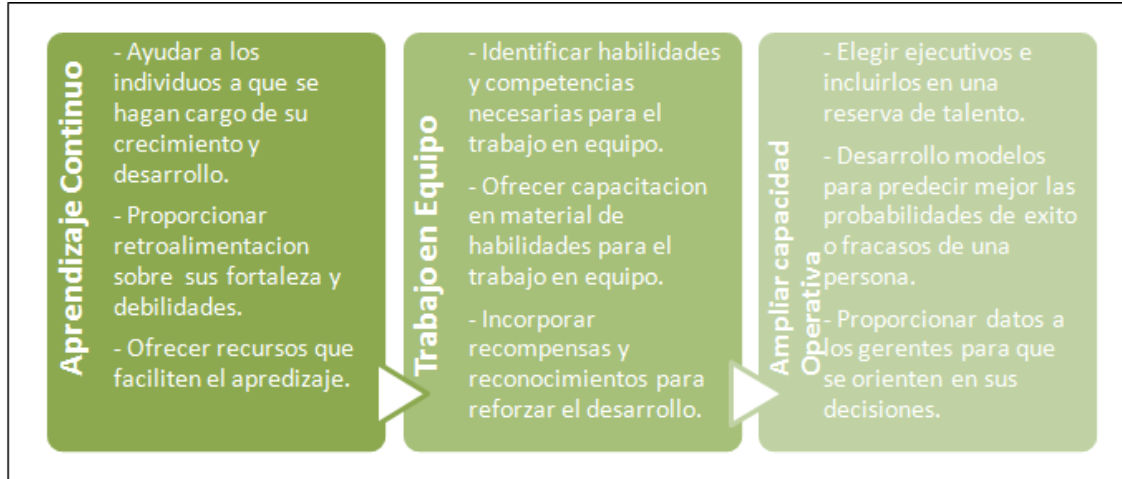 Aprendizaje Continuo
- Ayudar a los
individuos a que se
hagan cargo de su
crecimiento y
desarrollo.
- Proporcionar
retroalimentacion
sobre sus fortaleza y
debilidades.
- Ofrecer recursos que
faciliten el apredizaje.
Trabajo en Equipo
- Identificar habilidades
y competencias
necesarias para el
trabajo en equipo.
- Ofrecer capacitacion
en material de
habilidades para el
trabajo en equipo.
- Incorporar
recompensas y
reconocimientos para
reforzar el desarrollo.
Ampliar capacidad
Operativa
- Elegir ejecutivos e
incluirlos en una
reserva de talento.
- Desarrollo modelos
para predecir mejor las
probabilidades de exito
o fracasos de una
persona.
- Proporcionar datos a
los gerentes para que
se orienten en sus
decisiones.